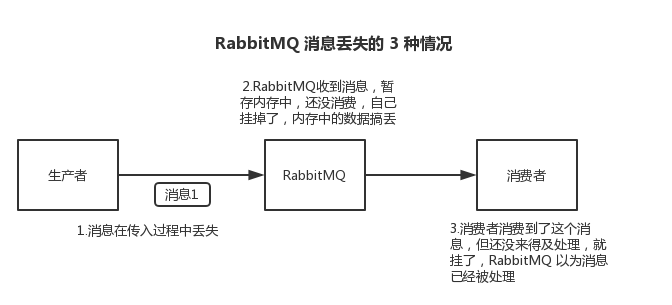 RabbitMQ 消息丢失的 3 种情况
2.RabbitMQ收到消息，暂
存内存中，还没消费，自己
挂掉了，内存中的数据搞丢
生产者
消息1
RabbitMQ
消费者
1.消息在传入过程中丢失
3.消费者消费到了这个消
息，但还没来得及处理，就
挂了，RabbitMQ 以为消息
已经被处理